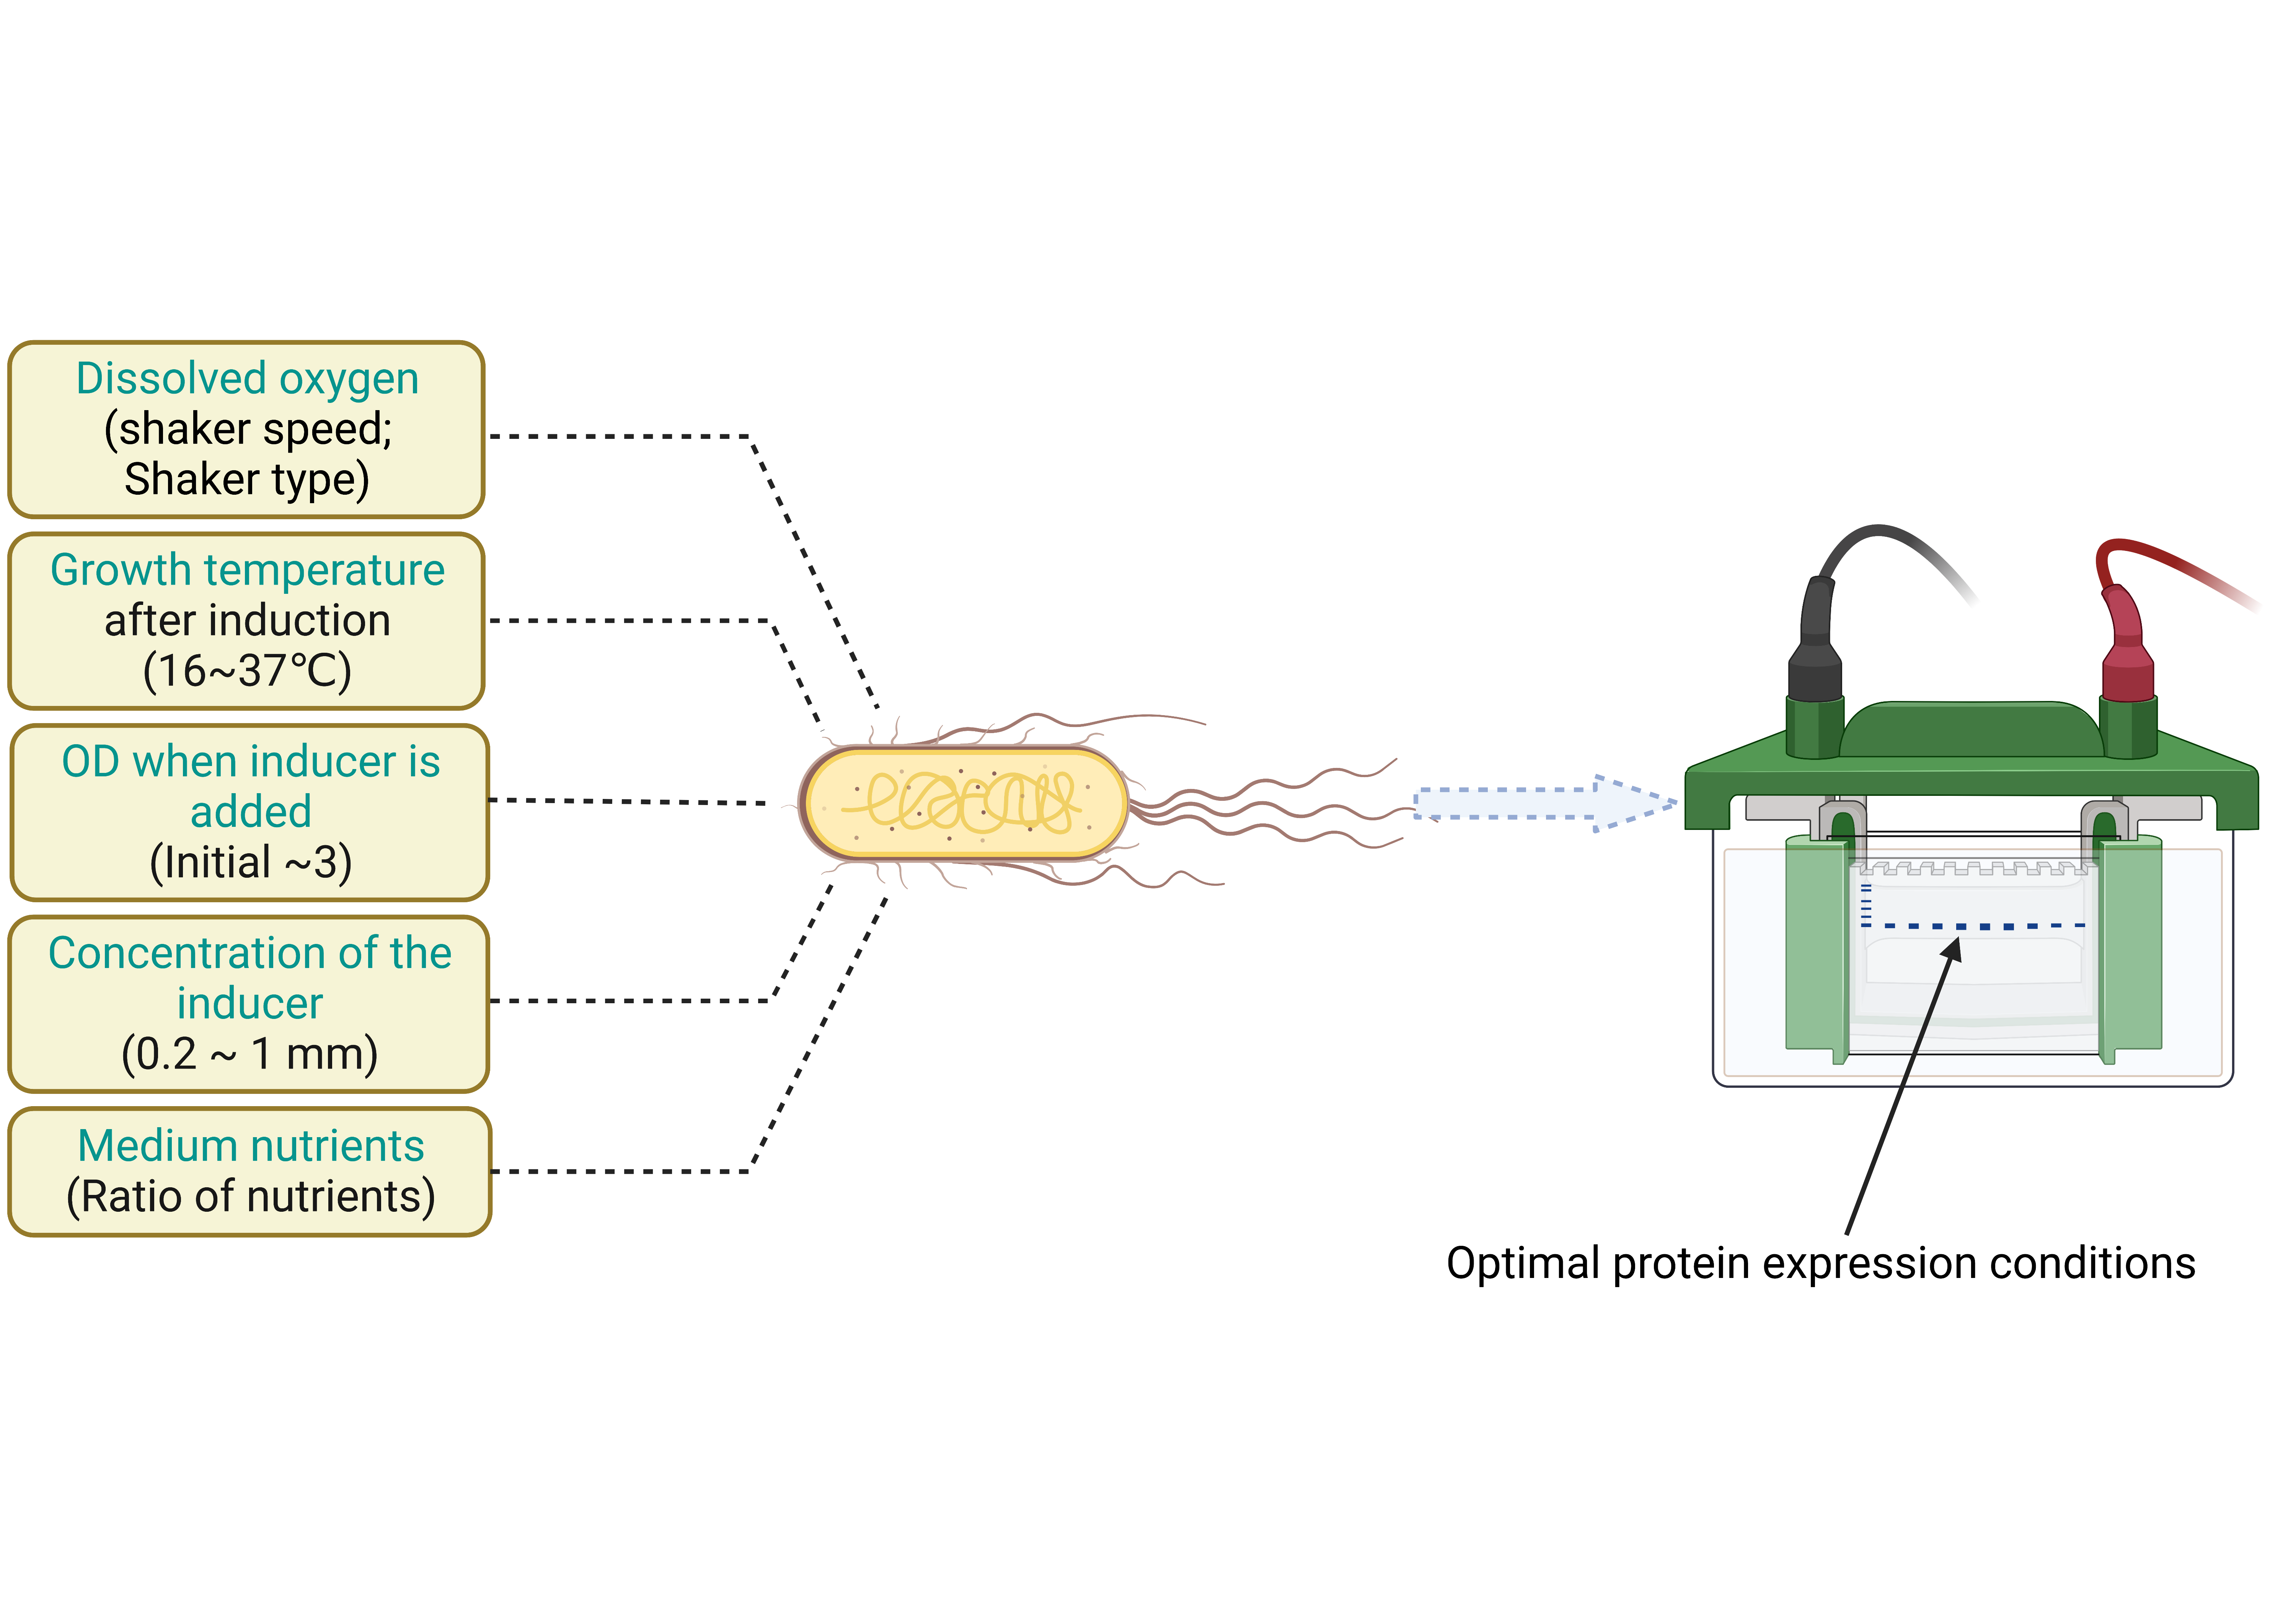 Dissolved oxygen
(shaker speed;
Shaker type)
Growth temperature
after induction
(16~37℃)
OD when inducer is
added
(Initial ~3)
Concentration of the
inducer
(0.2 ~ 1 mm)
Medium nutrients
(Ratio of nutrients)
Optimal protein expression conditions